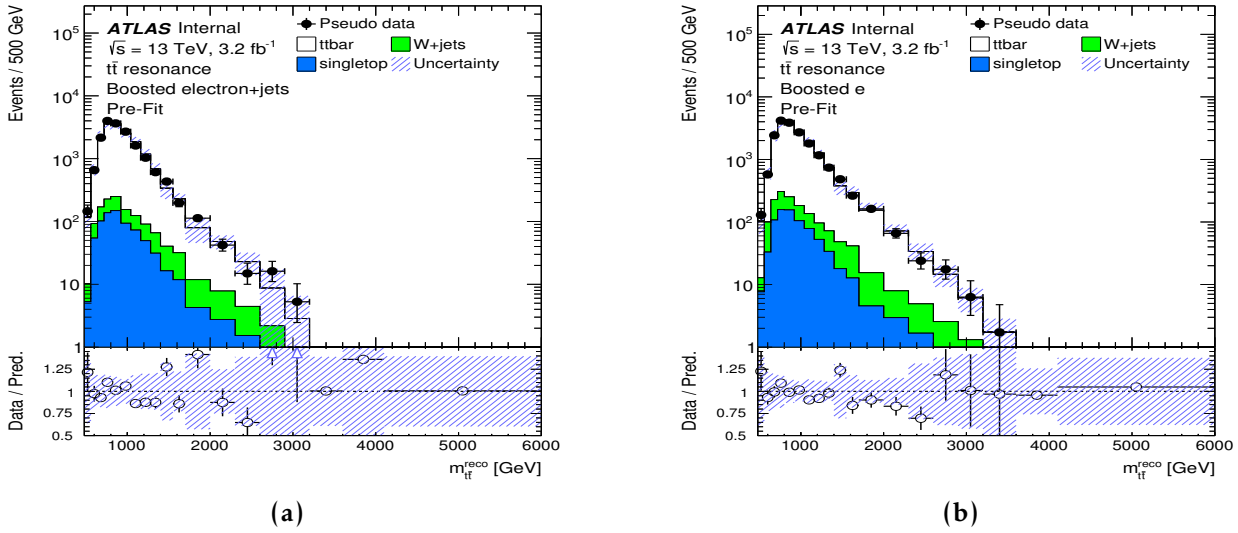 ATLAS Internal
√s = 13 TeV, 3.2 fb⁻¹
tt̄ resonance
Boosted electron+jets
Pre-Fit
Pseudo data
ttbar
W+jets
singletop
Uncertainty
Events / 500 GeV
10⁵
10⁴
10³
10²
10
1
Data / Pred.
1.25
1
0.75
0.5
1000 2000 3000 4000 5000 6000
m_tt̄^reco [GeV]
(a)
ATLAS Internal
√s = 13 TeV, 3.2 fb⁻¹
tt̄ resonance
Boosted e
Pre-Fit
Pseudo data
ttbar
W+jets
singletop
Uncertainty
Events / 500 GeV
10⁵
10⁴
10³
10²
10
1
Data / Pred.
1.25
1
0.75
0.5
1000 2000 3000 4000 5000 6000
m_tt̄^reco [GeV]
(b)